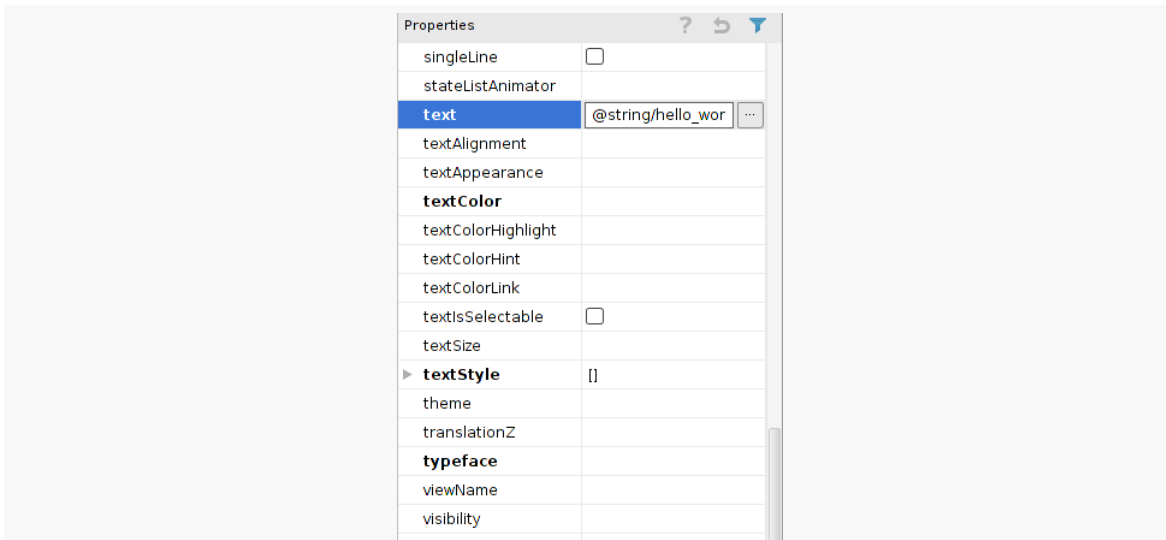 Properties ?
singleLine
stateListAnimator
text @string/hello_wor ...
textAlignment
textAppearance
textColor
textColorHighlight
textColorHint
textColorLink
textIsSelectable
textSize
textStyle []
theme
translationZ
typeface
viewName
visibility